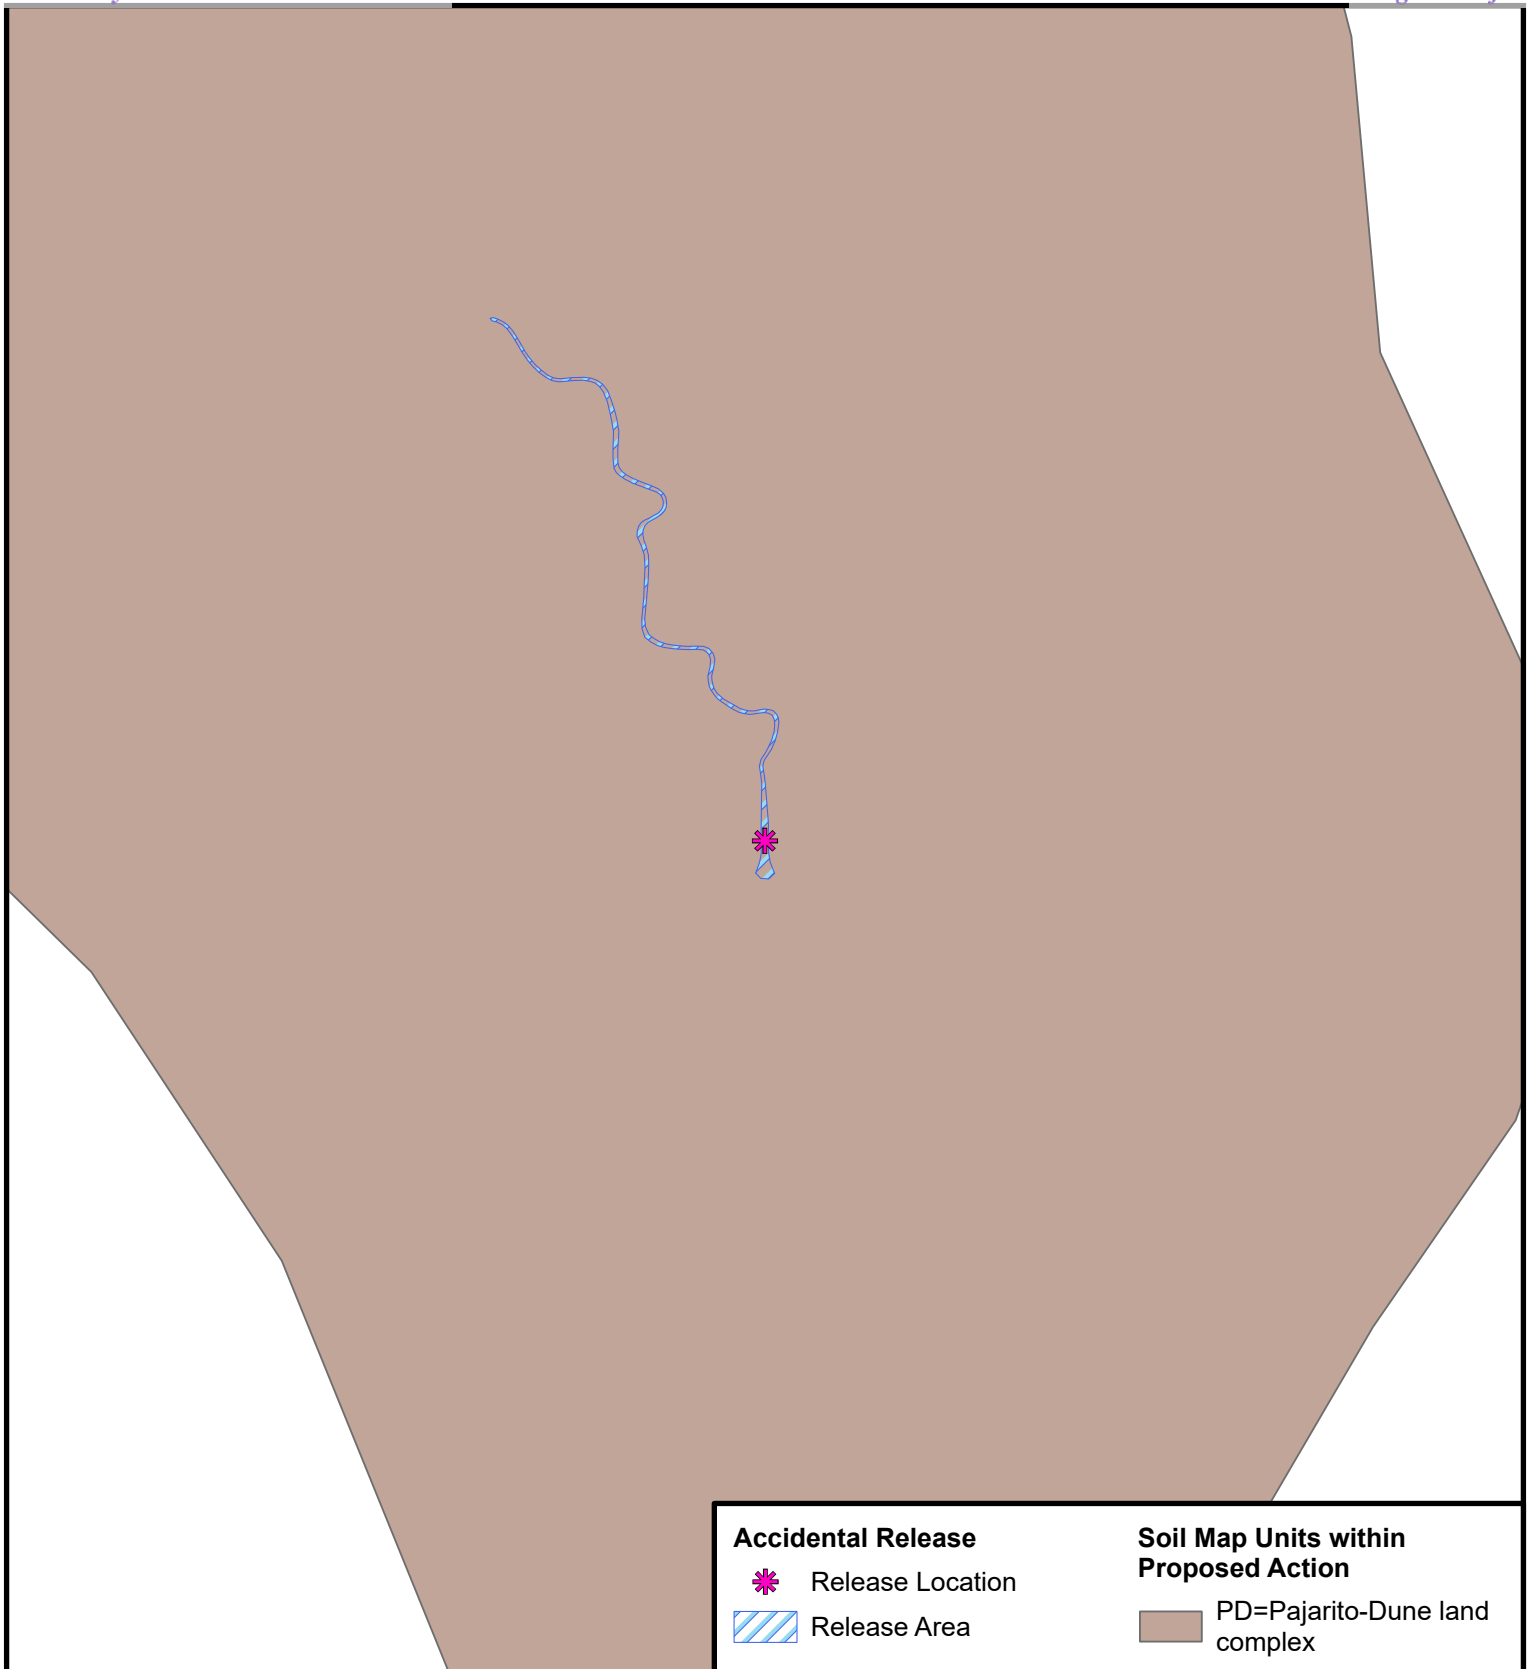 Accidental Release
Release Location
Release Area
Soil Map Units within
Proposed Action
PD=Pajarito-Dune land
complex